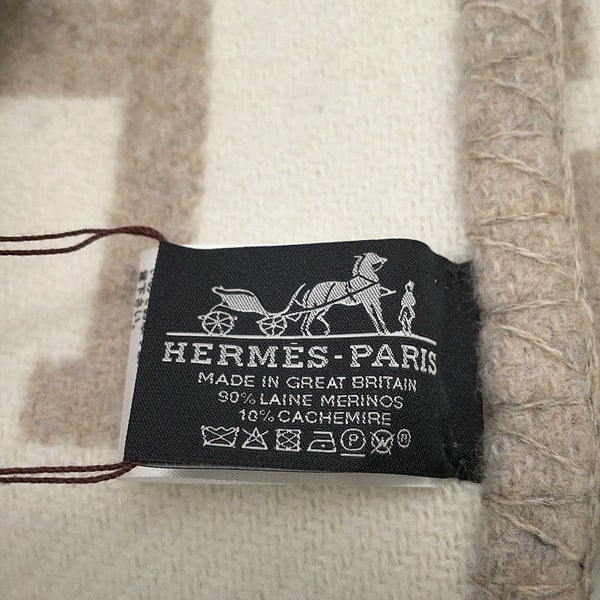 HERMÈS-PARIS
MADE IN GREAT BRITAIN
90% LAINE MERINOS
10% CACHEMIRE
P W